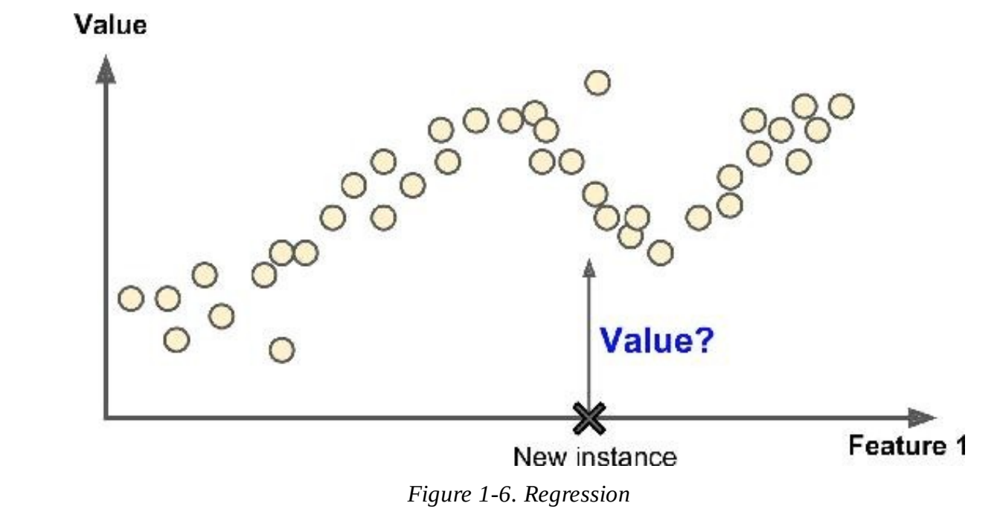 Value
Value?
Feature 1
New instance
Figure 1-6. Regression